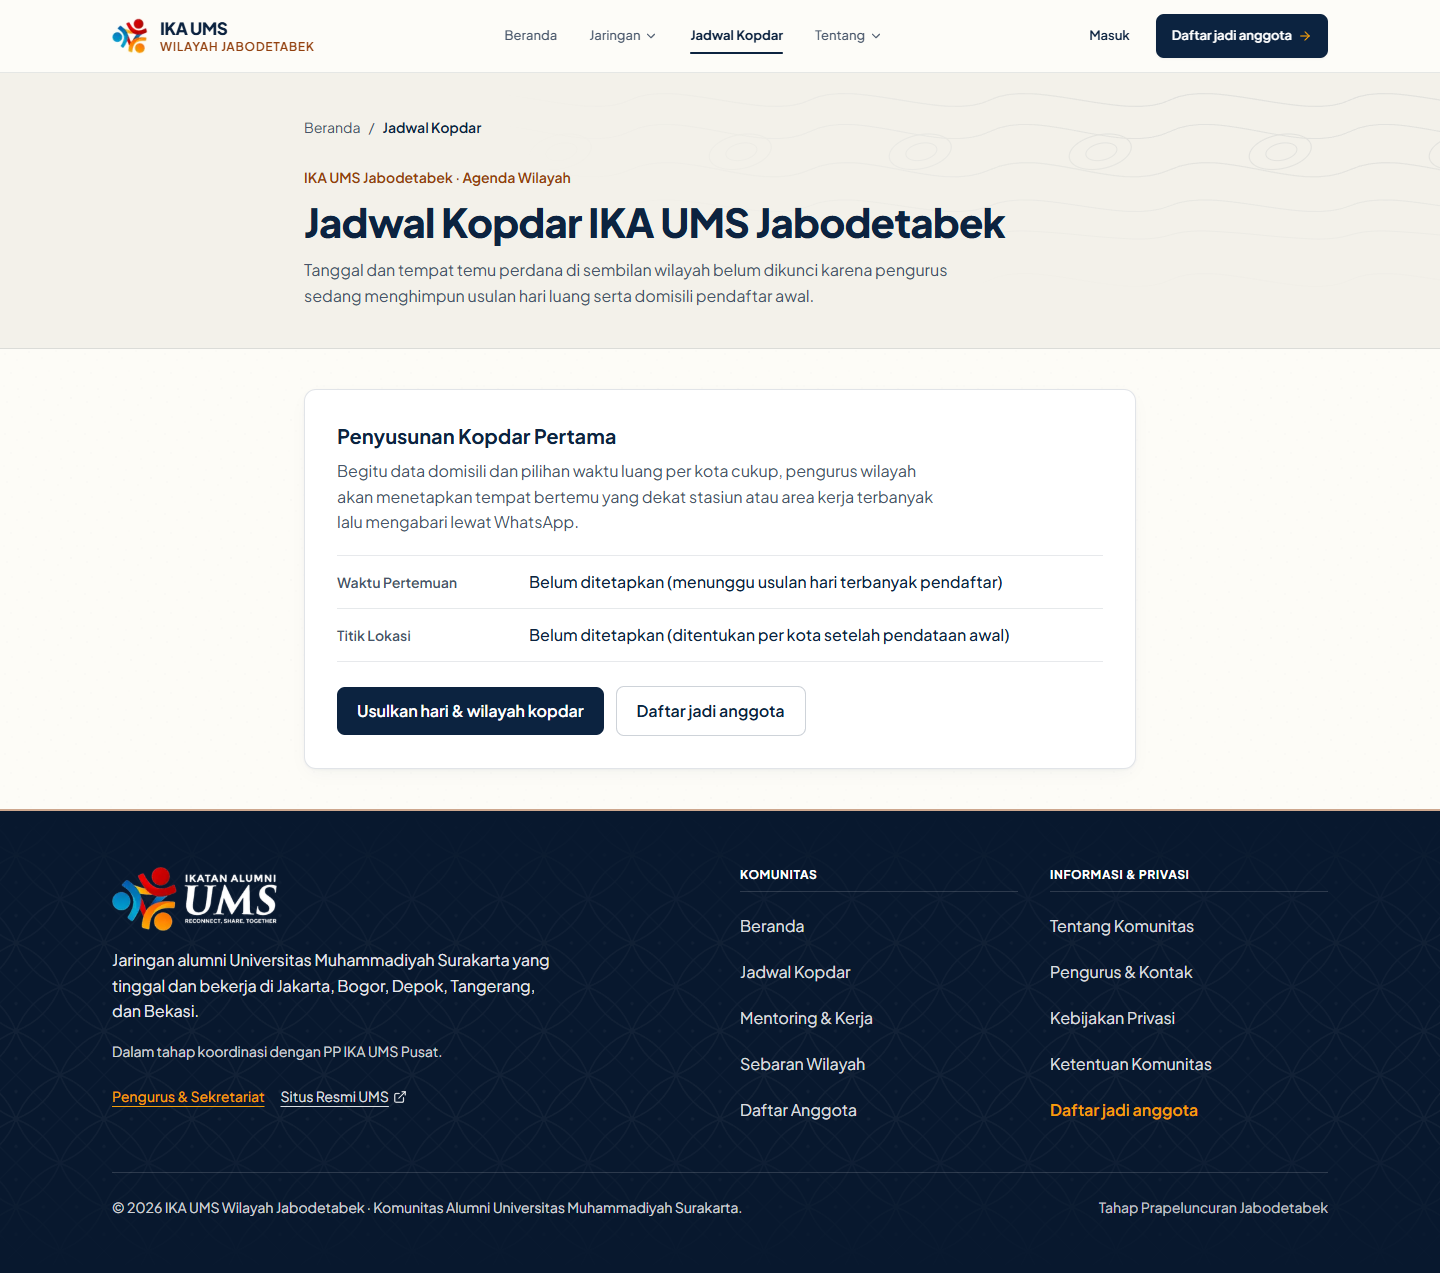 IKA UMS
WILAYAH JABODETABEK
Beranda
Jaringan
Jadwal Kopdar
Tentang
Masuk
Daftar jadi anggota
Beranda / Jadwal Kopdar
IKA UMS Jabodetabek · Agenda Wilayah
Jadwal Kopdar IKA UMS Jabodetabek
Tanggal dan tempat temu perdana di sembilan wilayah belum dikunci karena pengurus
sedang menghimpun usulan hari luang serta domisili pendaftar awal.
Penyusunan Kopdar Pertama
Begitu data domisili dan pilihan waktu luang per kota cukup, pengurus wilayah
akan menetapkan tempat bertemu yang dekat stasiun atau area kerja terbanyak
lalu mengabari lewat WhatsApp.
Waktu Pertemuan
Belum ditetapkan (menunggu usulan hari terbanyak pendaftar)
Titik Lokasi
Belum ditetapkan (ditentukan per kota setelah pendataan awal)
Usulkan hari & wilayah kopdar
Daftar jadi anggota
IKATAN ALUMNI
UMS
RECONNECT. SHARE. TOGETHER
Jaringan alumni Universitas Muhammadiyah Surakarta yang
tinggal dan bekerja di Jakarta, Bogor, Depok, Tangerang,
dan Bekasi.
Dalam tahap koordinasi dengan PP IKA UMS Pusat.
Pengurus & Sekretariat
Situs Resmi UMS
KOMUNITAS
Beranda
Jadwal Kopdar
Mentoring & Kerja
Sebaran Wilayah
Daftar Anggota
INFORMASI & PRIVASI
Tentang Komunitas
Pengurus & Kontak
Kebijakan Privasi
Ketentuan Komunitas
Daftar jadi anggota
© 2026 IKA UMS Wilayah Jabodetabek · Komunitas Alumni Universitas Muhammadiyah Surakarta.
Tahap Prapeluncuran Jabodetabek